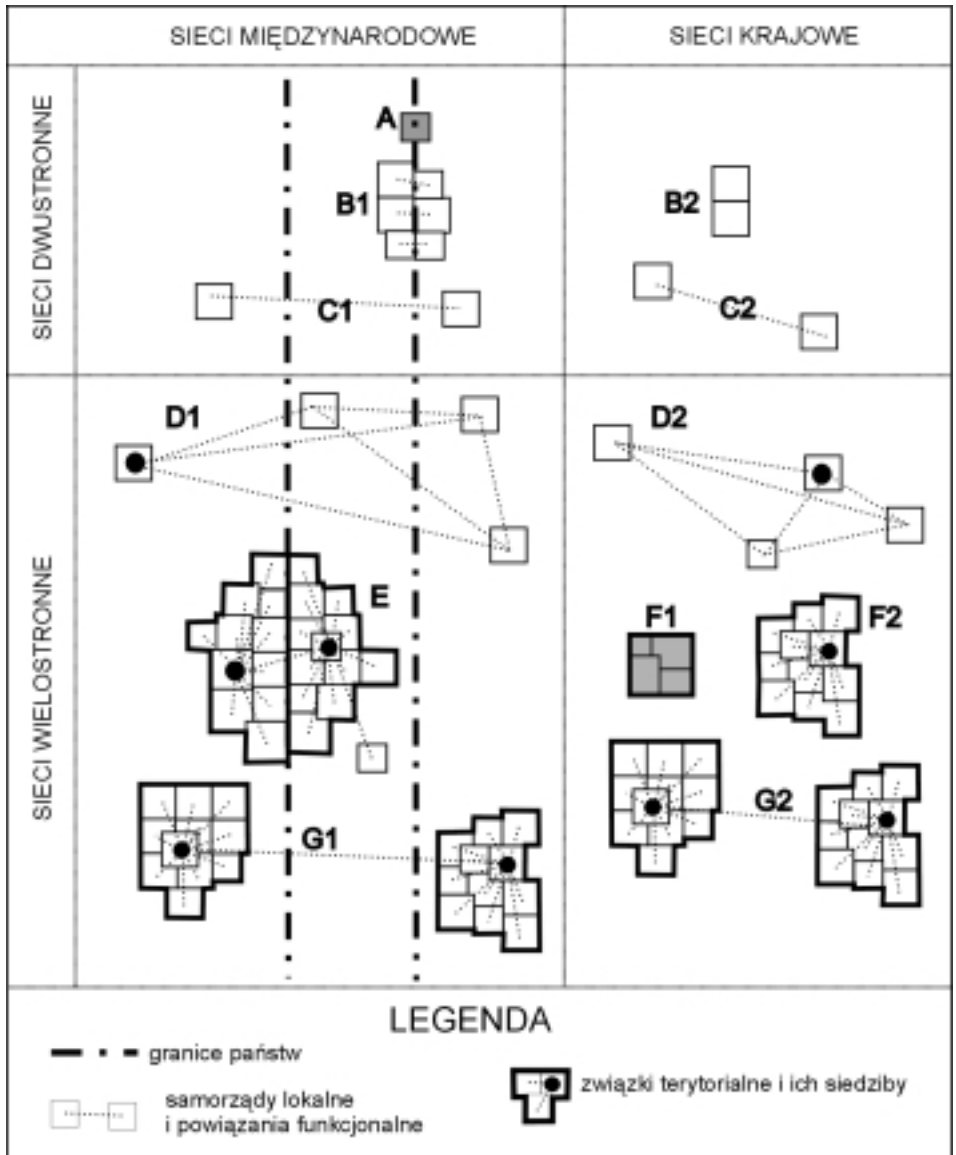 SIECI MIĘDZYNARODOWE
SIECI KRAJOWE
SIECI DWUSTRONNE
A
B1
C1
B2
C2
SIECI WIELOSTRONNE
D1
E
G1
D2
F1
F2
G2
LEGENDA
granice państw
samorządy lokalne
i powiązania funkcjonalne
związki terytorialne i ich siedziby